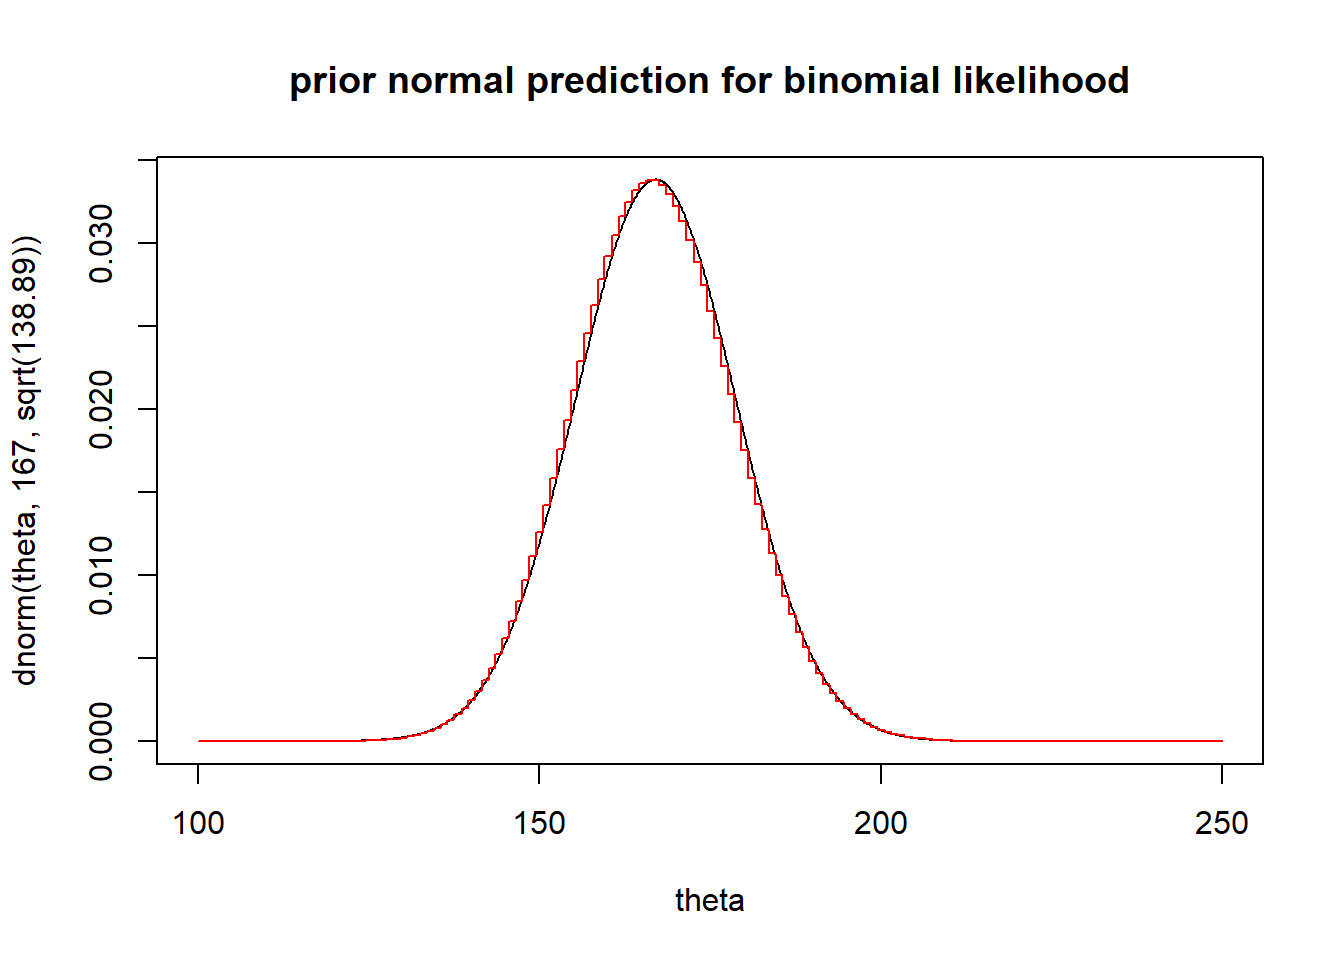 prior normal prediction for binomial likelihood
dnorm(theta, 167, sqrt(138.89))
0.030
0.020
0.010
0.000
100 150 200 250
theta